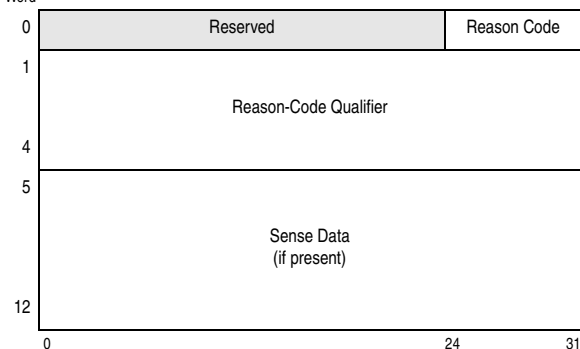 Word
0 Reserved Reason Code
1
Reason-Code Qualifier
4
5
Sense Data
(if present)
12
0 24 31